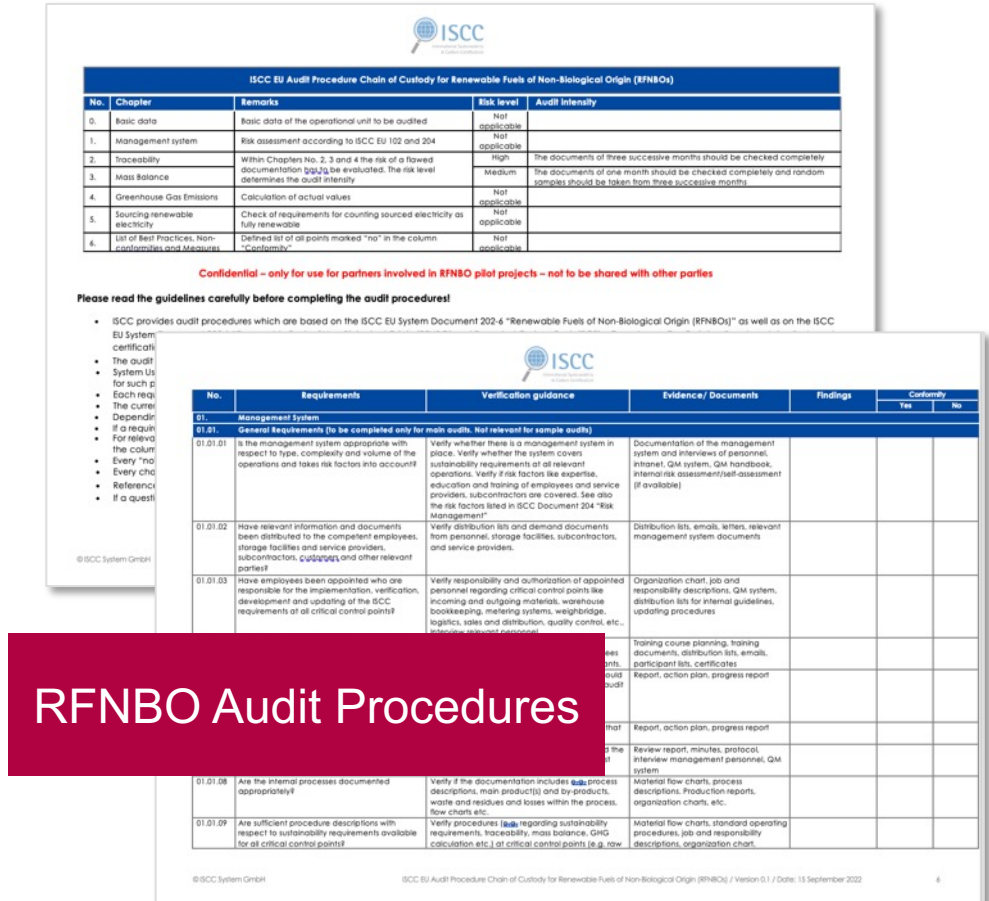 ISCC
International Sustainability
& Carbon Certification
ISCC EU Audit Procedure Chain of Custody for Renewable Fuels of Non-Biological Origin (RFNBOs)
No. Chapter Remarks Risk level Audit intensity
0. Basic data Basic data of the operational unit to be audited Not
applicable
1. Management system Risk assessment according to ISCC EU 102 and 204 Not
applicable
2. Traceability Within Chapters No. 2, 3 and 4 the risk of a flawed High The documents of three successive months should be checked completely
documentation has to be evaluated. The risk level
3. Mass Balance determines the audit intensity Medium The documents of one month should be checked completely and random
samples should be taken from three successive months
4. Greenhouse Gas Emissions Calculation of actual values Not
applicable
5. Sourcing renewable Check of requirements for counting sourced electricity as Not
electricity fully renewable applicable
6. List of Best Practices, Non- Defined list of all points marked "no" in the column Not
conformities and Measures "Conformity" applicable
Confidential – only for use for partners involved in RFNBO pilot projects – not to be shared with other parties
Please read the guidelines carefully before completing the audit procedures!
• ISCC provides audit procedures which are based on the ISCC EU System Document 202-6 "Renewable Fuels of Non-Biological Origin (RFNBOs)" as well as on the ISCC
EU System
certificati
• The audit
• System Us
for such p
• Each requ
• The curre
• Dependin
• If a requir
• For releva
the colum
• Every "no
• Every cha
• Reference
• If a questi
© ISCC System GmbH
ISCC
International Sustainability
& Carbon Certification
No. Requirements Verification guidance Evidence/ Documents Findings Conformity
Yes No
01. Management System
01.01. General Requirements (to be completed only for main audits. Not relevant for sample audits)
01.01.01 Is the management system appropriate with Verify whether there is a management system in Documentation of the management
respect to type, complexity and volume of the place. Verify whether the system covers system and interviews of personnel,
operations and takes risk factors into account? sustainability requirements at all relevant intranet, QM system, QM handbook,
operations. Verify if risk factors like expertise, internal risk assessment/self-assessment
education and training of employees and service (if available)
providers, subcontractors are covered. See also
the risk factors listed in ISCC Document 204 "Risk
Management"
01.01.02 Have relevant information and documents Verify distribution lists and demand documents Distribution lists, emails, letters, relevant
been distributed to the competent employees, from personnel, storage facilities, subcontractors, management system documents
storage facilities and service providers, and service providers.
subcontractors, customers and other relevant
parties?
01.01.03 Have employees been appointed who are Verify responsibility and authorization of appointed Organization chart, job and
responsible for the implementation, verification, personnel regarding critical control points like responsibility descriptions, QM system,
development and updating of the ISCC incoming and outgoing materials, warehouse distribution lists for internal guidelines,
requirements at all critical control points? bookkeeping, metering systems, weighbridge, updating procedures
logistics, sales and distribution, quality control, etc.,
interview relevant personnel
Training course planning, training
ees documents, distribution lists, emails,
ants, participant lists, certificates
ould Report, action plan, progress report
audit
RFNBO Audit Procedures
that Report, action plan, progress report
d the Review report, minutes, protocol,
st interview management personnel, QM
system
01.01.08 Are the internal processes documented Verify if the documentation includes e.g. process Material flow charts, process
appropriately? descriptions, main product(s) and by-products, descriptions. Production reports,
waste and residues and losses within the process, organization charts, etc.
flow charts etc.
01.01.09 Are sufficient procedure descriptions with Verify procedures (e.g. regarding sustainability Material flow charts, standard operating
respect to sustainability requirements available requirements, traceability, mass balance, GHG procedures, job and responsibility
for all critical control points? calculation etc.) at critical control points (e.g. raw descriptions, organization chart,
© ISCC System GmbH ISCC EU Audit Procedure Chain of Custody for Renewable Fuels of Non-Biological Origin (RFNBOs) / Version 0.1 / Date: 15 September 2022 6